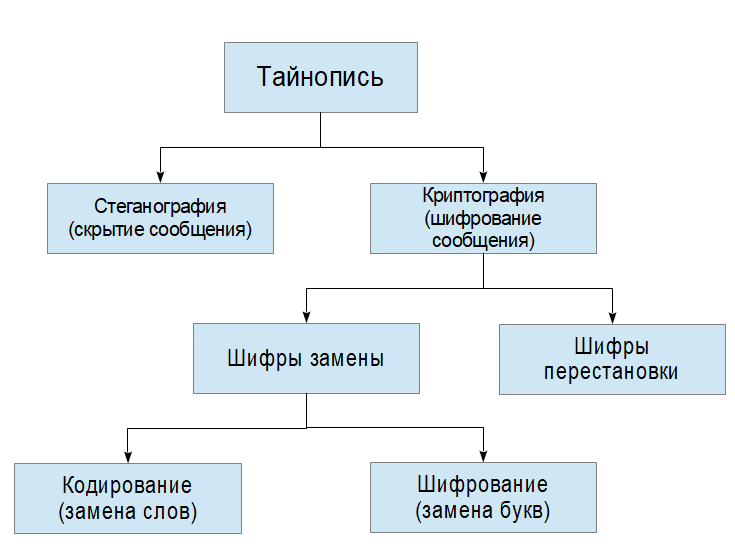 Тайнопись
Стеганография
(скрытие сообщения)
Криптография
(шифрование
сообщения)
Шифры замены
Шифры
перестановки
Кодирование
(замена слов)
Шифрование
(замена букв)